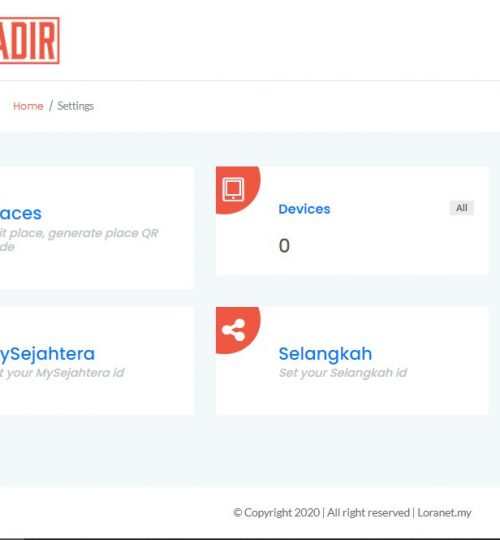 ADIR
Home / Settings
aces
it place, generate place QR
de
Devices
All
0
ySejahtera
t your MySejahtera id
Selangkah
Set your Selangkah id
© Copyright 2020 | All right reserved | Loranet.my